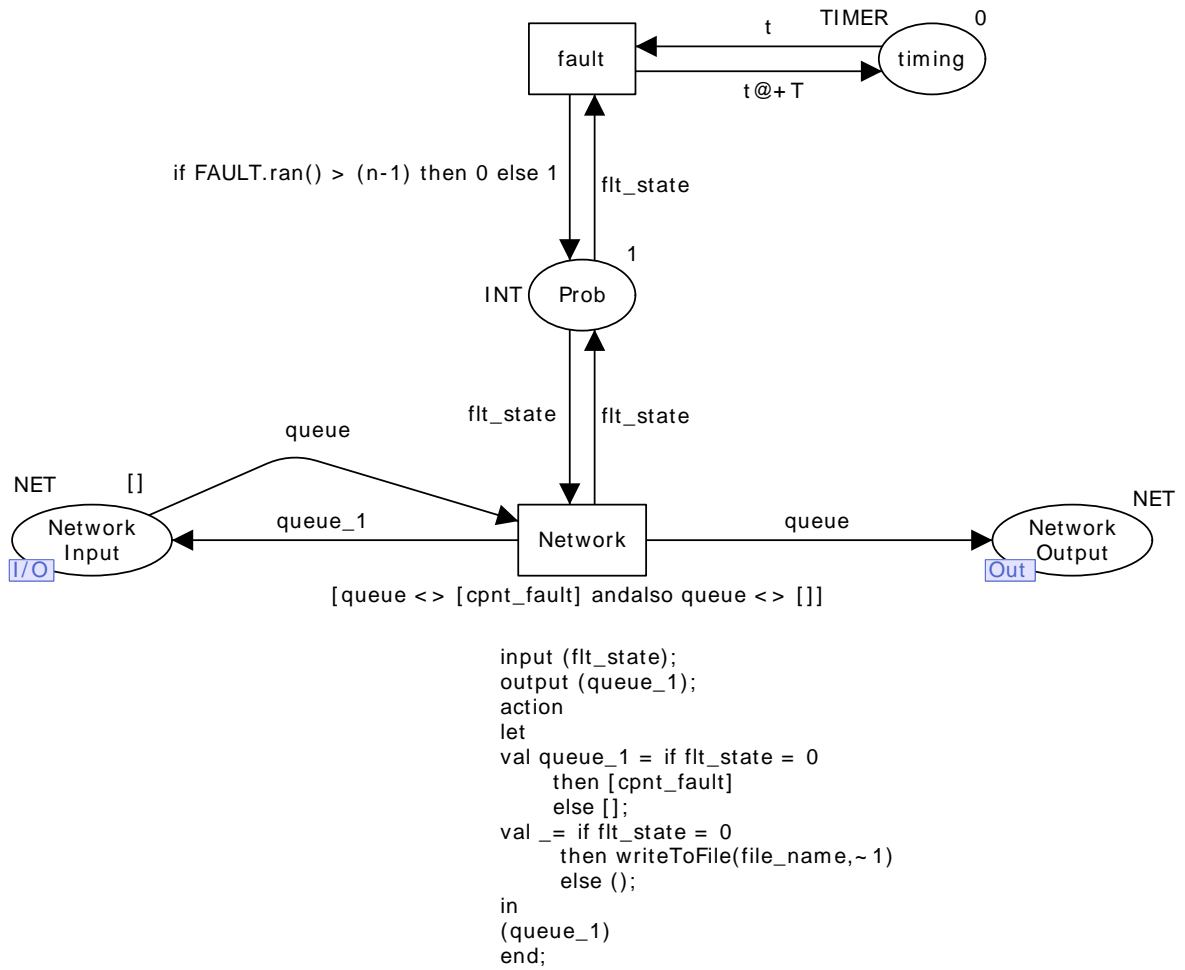 TIMER
0
t
fault
timing
t@+T
if FAULT.ran() > (n-1) then 0 else 1
flt_state
1
INT
Prob
flt_state
flt_state
queue
NET
[]
NET
Network
Input
I/O
queue_1
Network
queue
Network
Output
Out
[queue <> [cpnt_fault] andalso queue <> []]
input (flt_state);
output (queue_1);
action
let
val queue_1 = if flt_state = 0
then [cpnt_fault]
else [];
val _= if flt_state = 0
then writeToFile(file_name,~1)
else ();
in
(queue_1)
end;